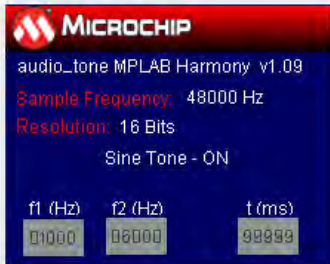 MICROCHIP
audio_tone MPLAB Harmony v1.09
Sample Frequency: 48000 Hz
Resolution: 16 Bits
Sine Tone - ON
f1 (Hz) f2 (Hz) t (ms)
01000 06000 99999